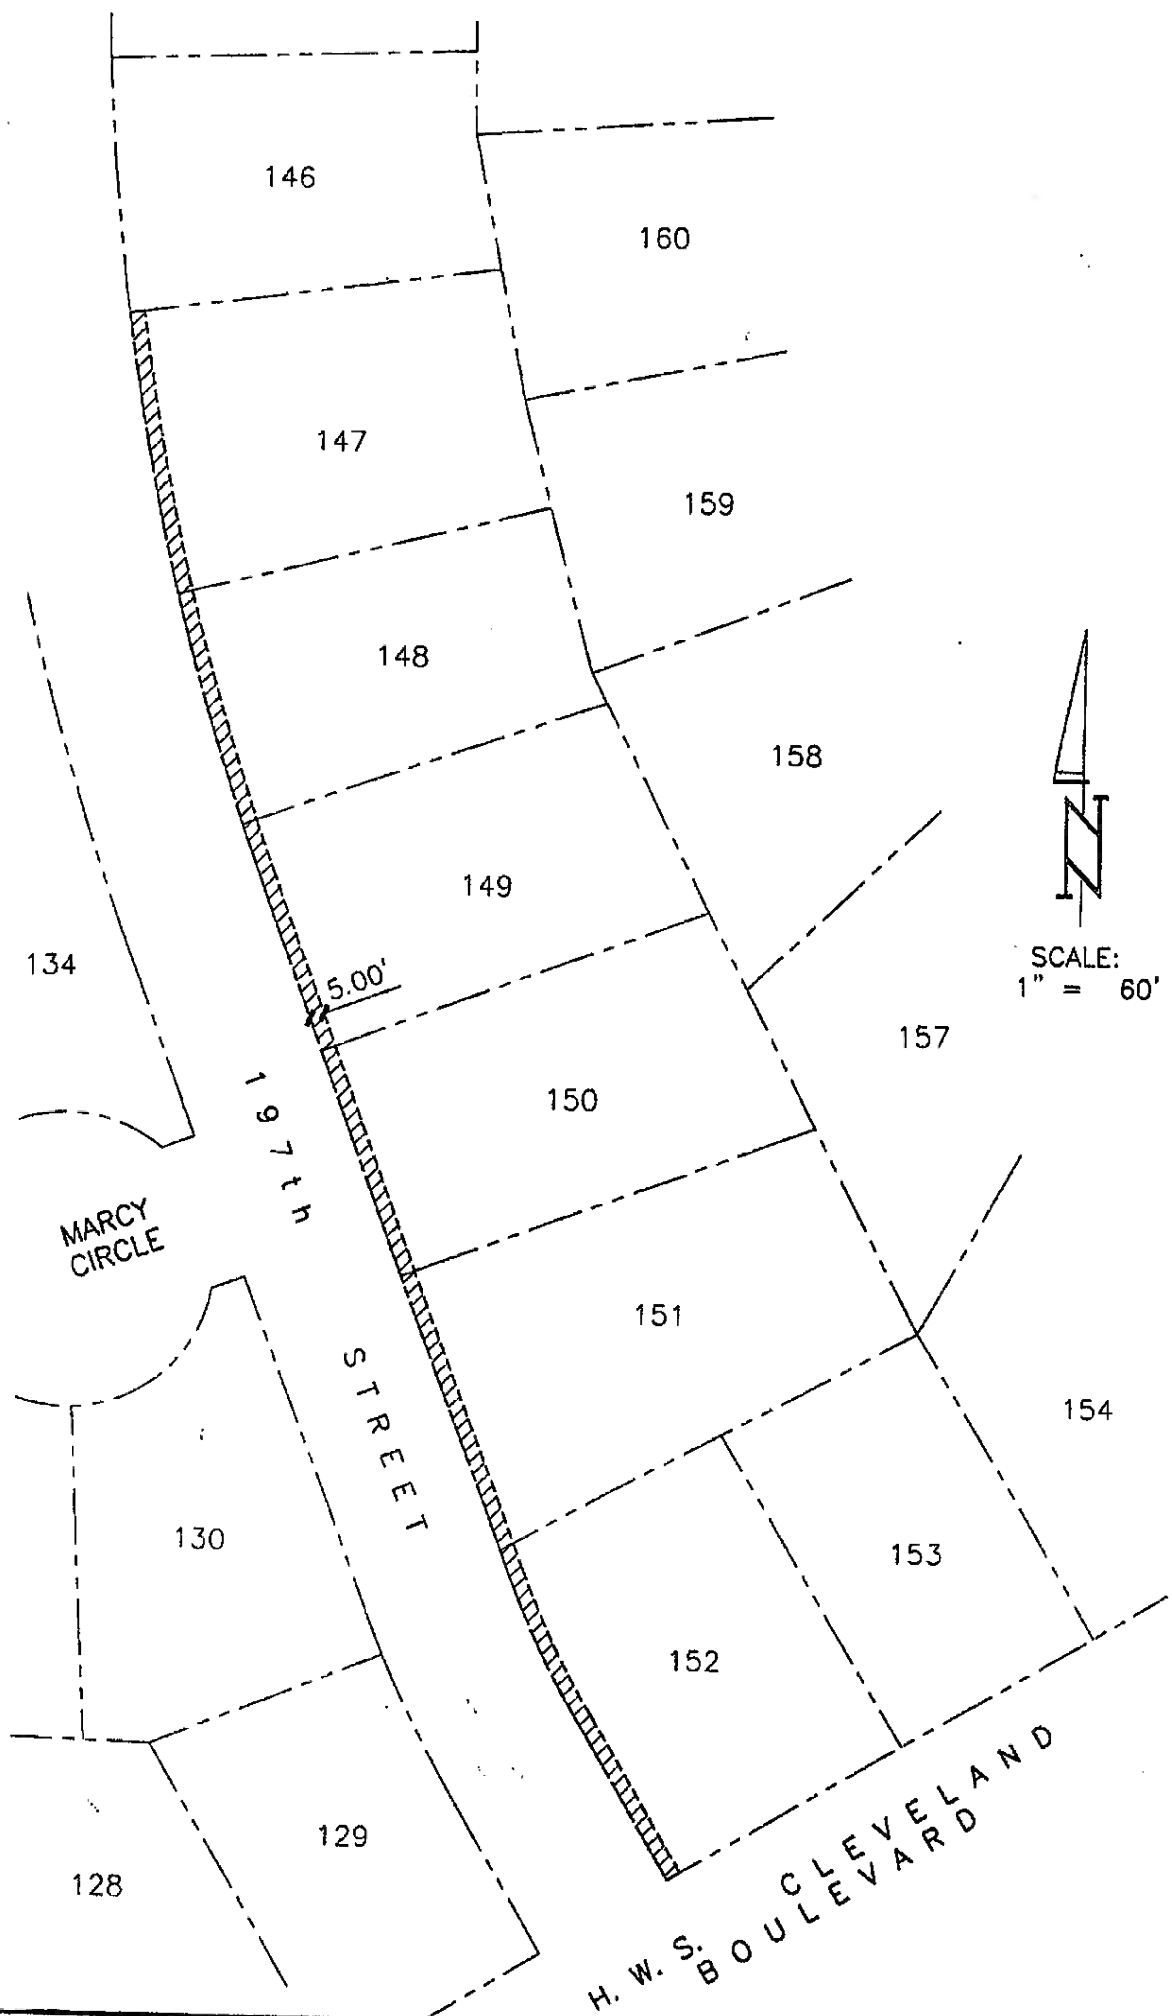 146
160
147
159
148
158
149
134
5.00'
N
SCALE:
1" = 60'
157
150
197th
STREET
MARCY
CIRCLE
151
154
130
153
152
129
128
H. W. S. CLEVELAND
BOULEVARD